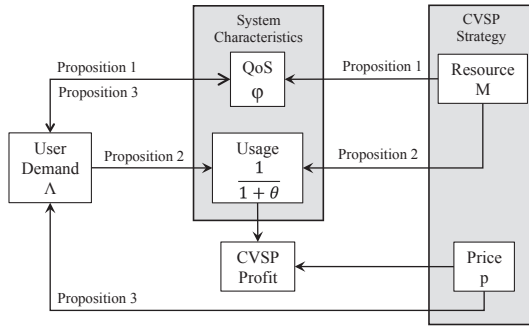 System
Characteristics
CVSP
Strategy
Proposition 1
Proposition 3
QoS
φ
Proposition 1
Resource
M
User
Demand
Λ
Proposition 2
Usage
1
1 + θ
Proposition 2
CVSP
Profit
Price
p
Proposition 3